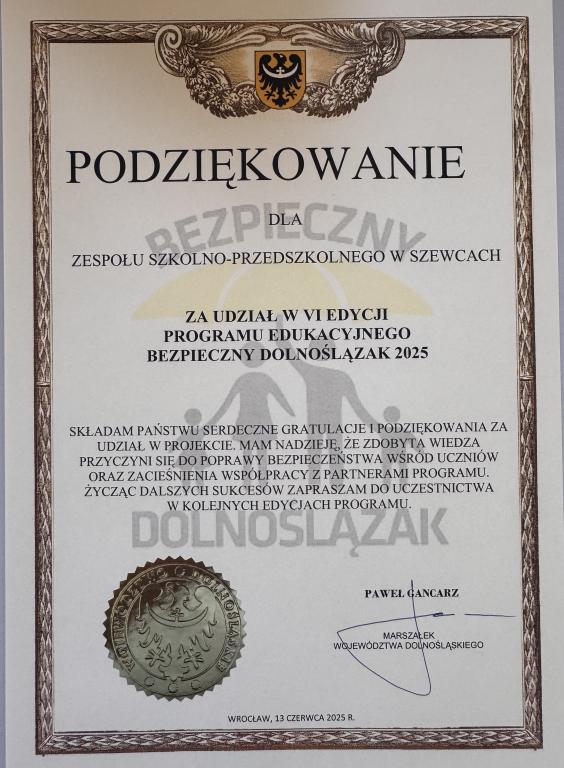 PODZIĘKOWANIE
DLA
BEZPIECZNY
ZESPOŁU SZKOLNO-PRZEDSZKOLNEGO W SZEWCACH
ZA UDZIAŁ W VI EDYCJI
PROGRAMU EDUKACYJNEGO
BEZPIECZNY DOLNOŚLĄZAK 2025
SKŁADAM PAŃSTWU SERDECZNE GRATULACJE I PODZIĘKOWANIA ZA
UDZIAŁ W PROJEKCIE. MAM NADZIEJĘ, ŻE ZDOBYTA WIEDZA
PRZYCZYNI SIĘ DO POPRAWY BEZPIECZEŃSTWA WŚRÓD UCZNIÓW
ORAZ ZACIEŚNIENIA WSPÓŁPRACY Z PARTNERAMI PROGRAMU.
ŻYCZĄC DALSZYCH SUKCESÓW ZAPRASZAM DO UCZESTNICTWA
W KOLEJNYCH EDYCJACH PROGRAMU.
DOLNOŚLĄZAK
WOJEWÓDZTWO DOLNOŚLĄSKIE
PAWEŁ GANCARZ
MARSZAŁEK
WOJEWÓDZTWA DOLNOŚLĄSKIEGO
WROCŁAW, 13 CZERWCA 2025 R.